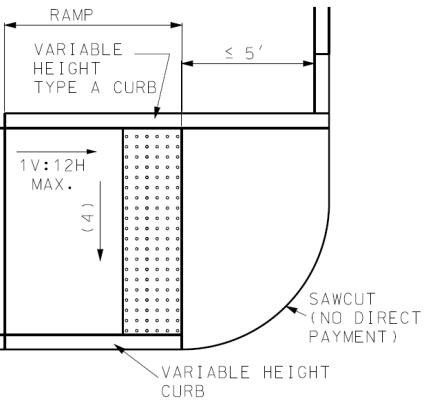 RAMP
VARIABLE
HEIGHT
TYPE A CURB
≤ 5'
1V:12H
MAX.
(4)
SAWCUT
(NO DIRECT
PAYMENT)
VARIABLE HEIGHT
CURB